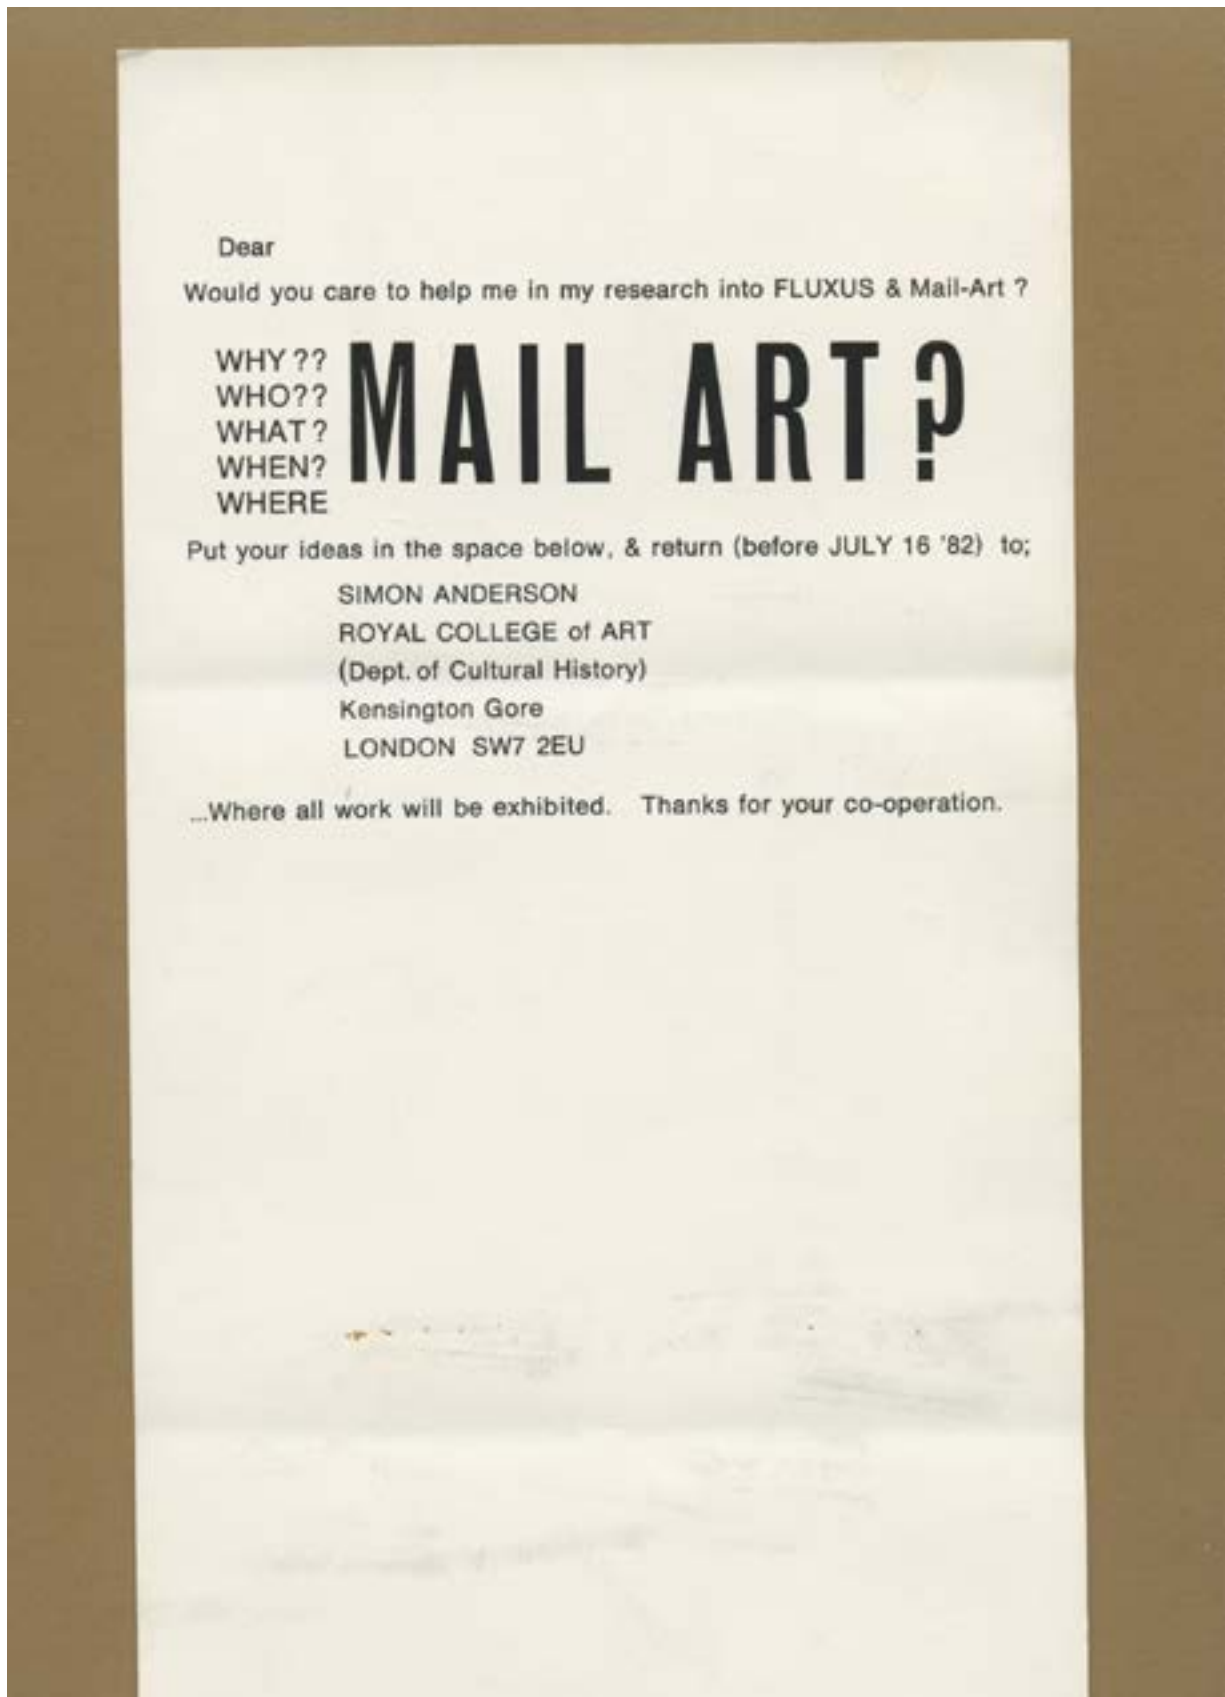 Dear
Would you care to help me in my research into FLUXUS & Mail-Art ?
WHY ??
WHO??
WHAT ?
WHEN?
WHERE
MAIL ART?
Put your ideas in the space below, & return (before JULY 16 '82) to;
SIMON ANDERSON
ROYAL COLLEGE of ART
(Dept. of Cultural History)
Kensington Gore
LONDON SW7 2EU
...Where all work will be exhibited. Thanks for your co-operation.